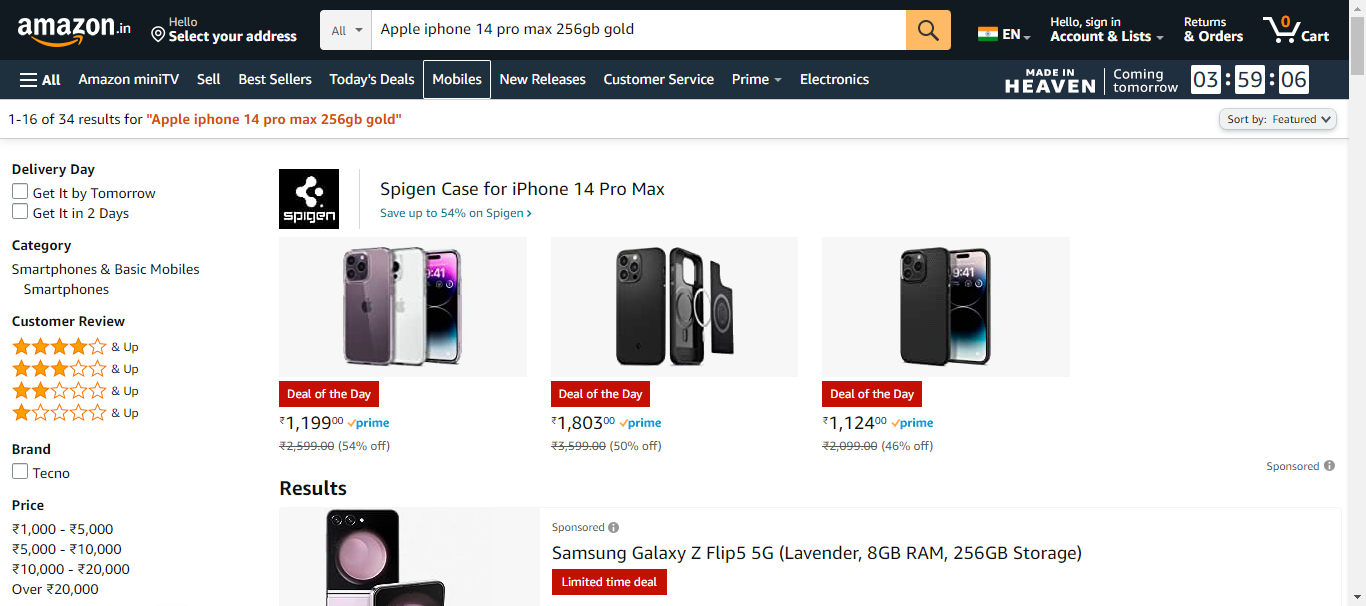 amazon.in
Hello
Select your address
All
Apple iphone 14 pro max 256gb gold
EN
Hello, sign in
Account & Lists
Returns
& Orders
0
Cart
All
Amazon miniTV
Sell
Best Sellers
Today's Deals
Mobiles
New Releases
Customer Service
Prime
Electronics
MADE IN
HEAVEN
Coming
tomorrow
03 : 59 : 06
1-16 of 34 results for "Apple iphone 14 pro max 256gb gold"
Sort by: Featured
Delivery Day
Get It by Tomorrow
Get It in 2 Days
Category
Smartphones & Basic Mobiles
Smartphones
Customer Review
& Up
& Up
& Up
& Up
Brand
Tecno
Price
₹1,000 - ₹5,000
₹5,000 - ₹10,000
₹10,000 - ₹20,000
Over ₹20,000
spigen
Spigen Case for iPhone 14 Pro Max
Save up to 54% on Spigen ›
9:41
Deal of the Day
₹1,19900 prime
₹2,599.00 (54% off)
Deal of the Day
₹1,80300 prime
₹3,599.00 (50% off)
9:41
Deal of the Day
₹1,12400 prime
₹2,099.00 (46% off)
Sponsored
Results
Sponsored
Samsung Galaxy Z Flip5 5G (Lavender, 8GB RAM, 256GB Storage)
Limited time deal